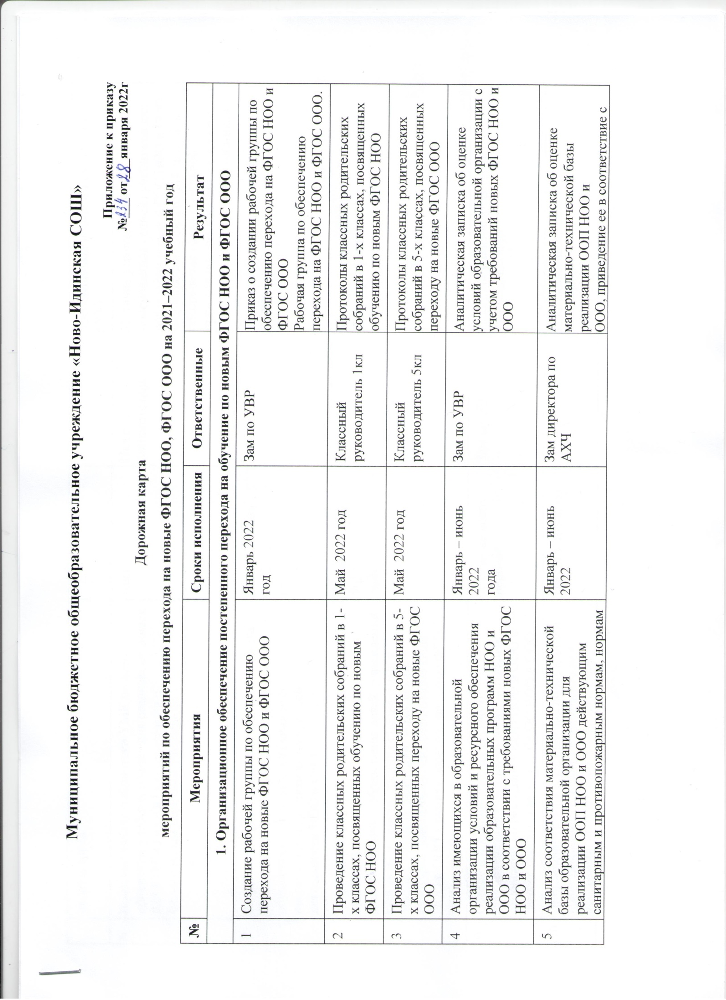 Муниципальное бюджетное общеобразовательное учреждение «Ново-Идинская СОШ»
Приложение к приказу
№234 от 28 января 2022г
Дорожная карта
мероприятий по обеспечению перехода на новые ФГОС НОО, ФГОС ООО на 2021–2022 учебный год
№
Мероприятия
Сроки исполнения
Ответственные
Результат
1. Организационное обеспечение постепенного перехода на обучение по новым ФГОС НОО и ФГОС ООО
1
Создание рабочей группы по обеспечению
перехода на новые ФГОС НОО и ФГОС ООО
Январь 2022
год
Зам по УВР
Приказ о создании рабочей группы по
обеспечению перехода на ФГОС НОО и
ФГОС ООО
Рабочая группа по обеспечению
перехода на ФГОС НОО и ФГОС ООО.
2
Проведение классных родительских собраний в 1-
х классах, посвященных обучению по новым
ФГОС НОО
Май 2022 год
Классный
руководитель 1кл
Протоколы классных родительских
собраний в 1-х классах, посвященных
обучению по новым ФГОС НОО
3
Проведение классных родительских собраний в 5-
х классах, посвященных переходу на новые ФГОС
ООО
Май 2022 год
Классный
руководитель 5кл
Протоколы классных родительских
собраний в 5-х классах, посвященных
переходу на новые ФГОС ООО
4
Анализ имеющихся в образовательной
организации условий и ресурсного обеспечения
реализации образовательных программ НОО и
ООО в соответствии с требованиями новых ФГОС
НОО и ООО
Январь – июнь
2022
года
Зам по УВР
Аналитическая записка об оценке
условий образовательной организации с
учетом требований новых ФГОС НОО и
ООО
5
Анализ соответствия материально-технической
базы образовательной организации для
реализации ООП НОО и ООО действующим
санитарным и противопожарным нормам, нормам
Январь – июнь
2022
Зам директора по
АХЧ
Аналитическая записка об оценке
материально-технической базы
реализации ООП НОО и
ООО, приведение ее в соответствие с